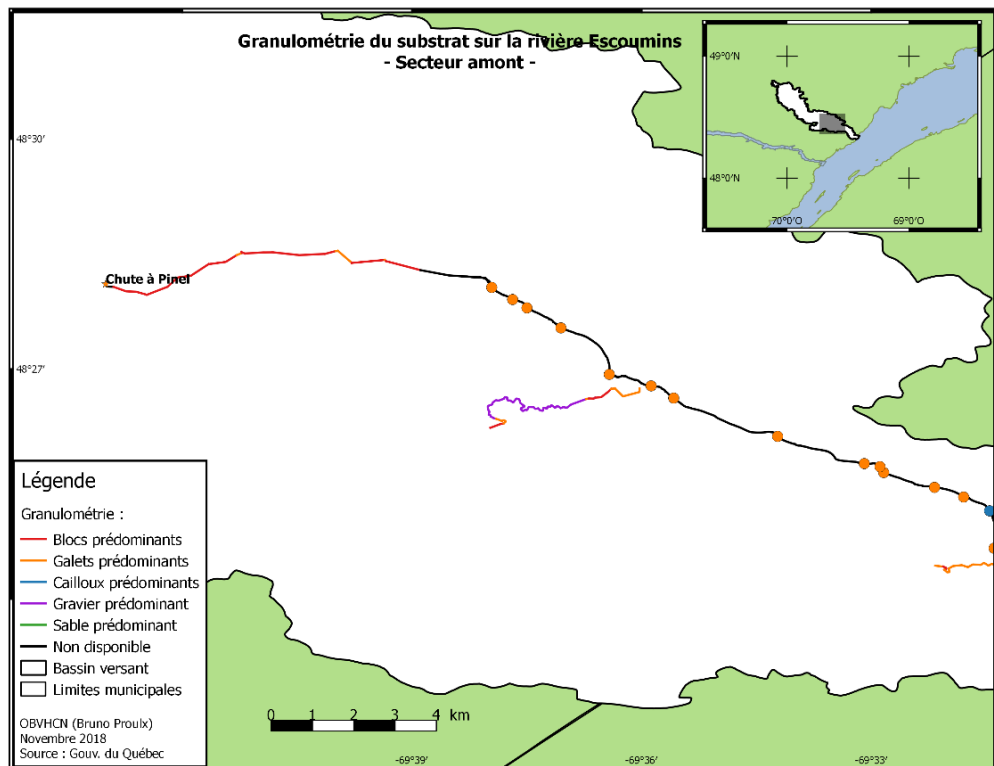 Granulométrie du substrat sur la rivière Escoumins
- Secteur amont -
49°0'N
48°0'N
70°0'O
69°0'O
48°30'
48°27'
Chute à Pinel
Légende
Granulométrie :
Blocs prédominants
Galets prédominants
Cailloux prédominants
Gravier prédominant
Sable prédominant
Non disponible
Bassin versant
Limites municipales
OBVHCN (Bruno Proulx)
Novembre 2018
Source : Gouv. du Québec
0 1 2 3 4 km
-69°39'
-69°36'
-69°33'